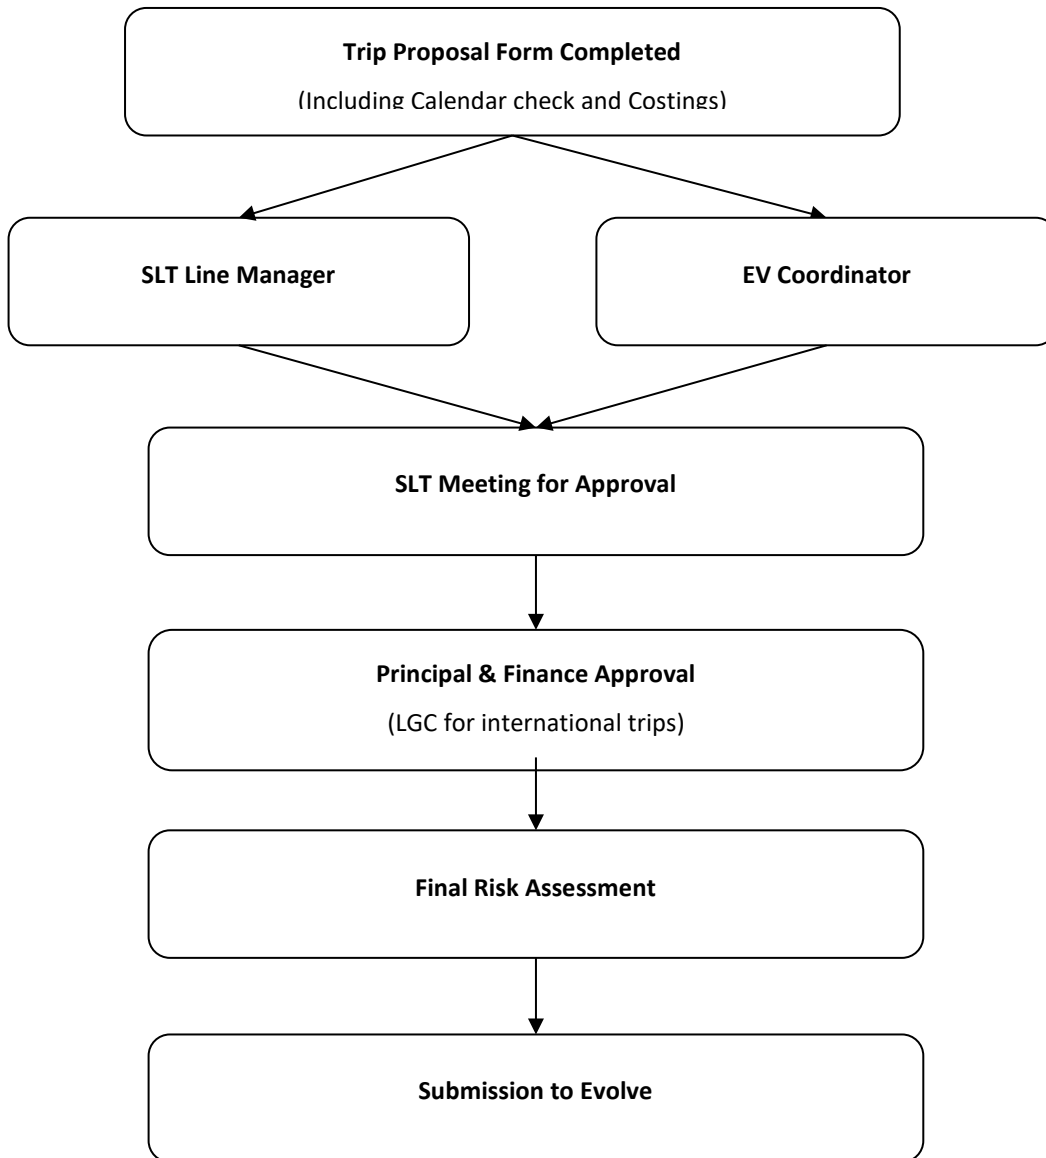 Trip Proposal Form Completed
(Including Calendar check and Costings)
SLT Line Manager
EV Coordinator
SLT Meeting for Approval
Principal & Finance Approval
(LGC for international trips)
Final Risk Assessment
Submission to Evolve